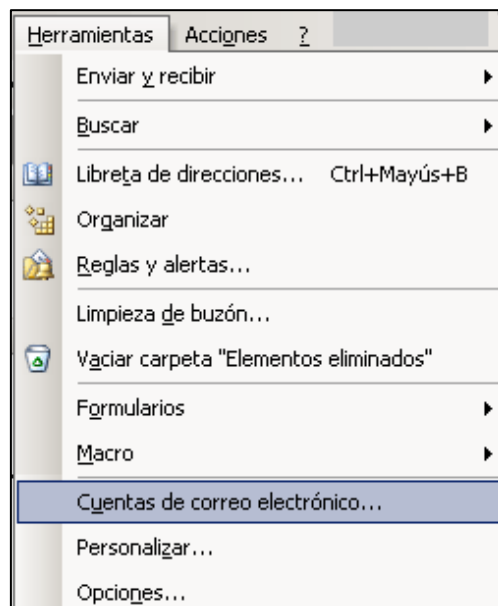 Herramientas Acciones ?
Enviar y recibir
Buscar
Libreta de direcciones... Ctrl+Mayús+B
Organizar
Reglas y alertas...
Limpieza de buzón...
Vaciar carpeta "Elementos eliminados"
Formularios
Macro
Cuentas de correo electrónico...
Personalizar...
Opciones...